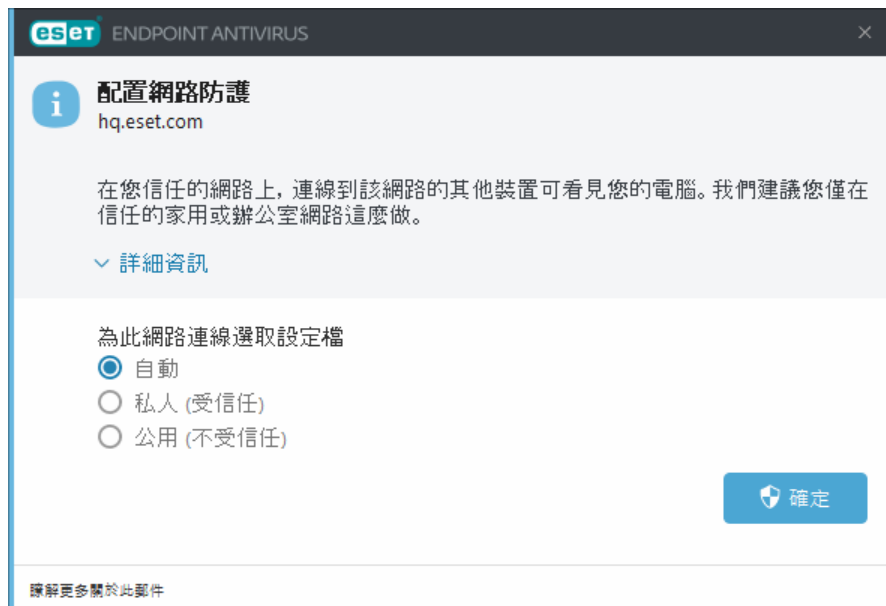 eset ENDPOINT ANTIVIRUS
配置網路防護
hq.eset.com
在您信任的網路上，連線到該網路的其他裝置可看見您的電腦。我們建議您僅在
信任的家用或辦公室網路這麼做。
詳細資訊
為此網路連線選取設定檔
自動
私人 (受信任)
公用 (不受信任)
確定
瞭解更多關於此郵件